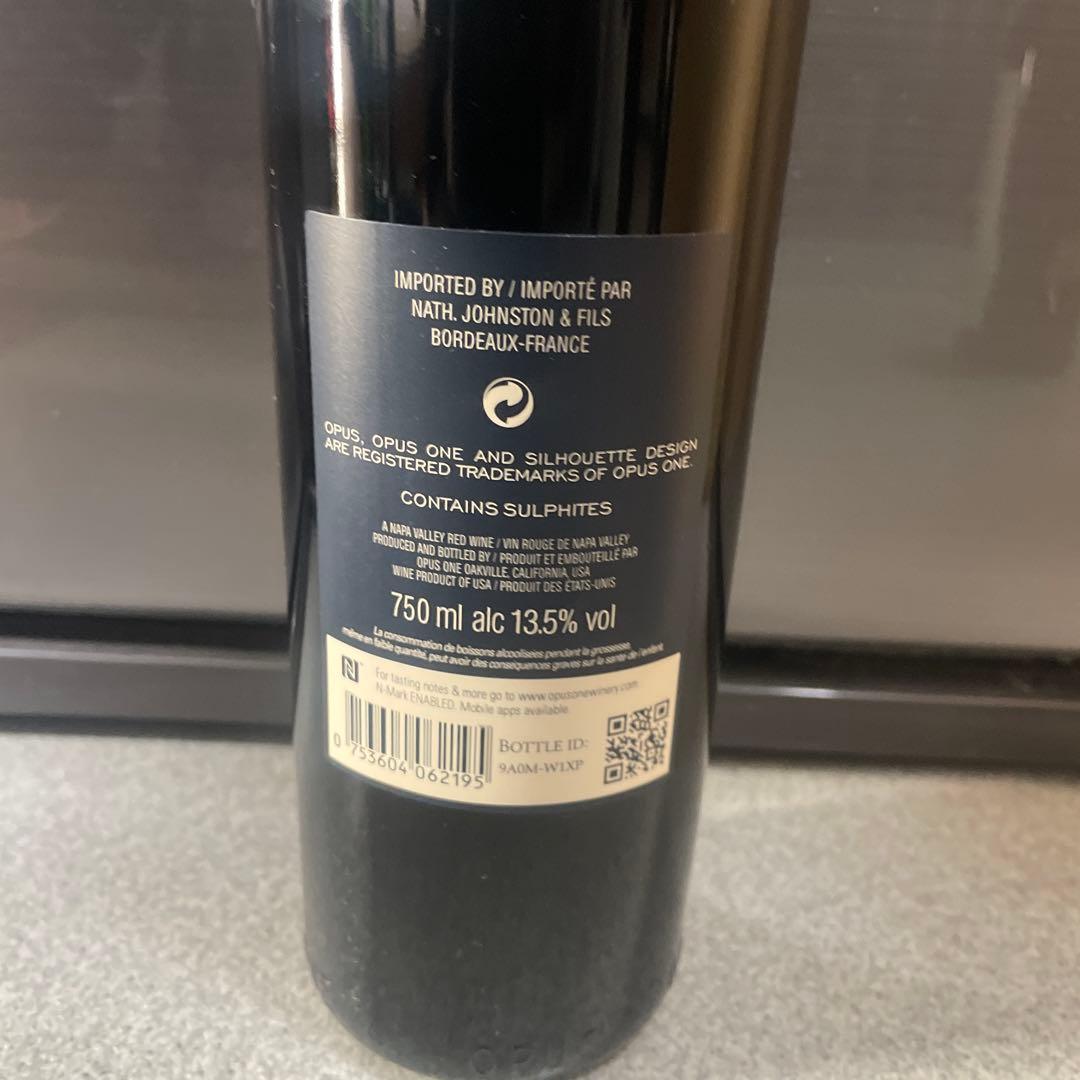 IMPORTED BY / IMPORTÉ PAR
NATH. JOHNSTON & FILS
BORDEAUX-FRANCE
OPUS, OPUS ONE AND SILHOUETTE DESIGN
ARE REGISTERED TRADEMARKS OF OPUS ONE.
CONTAINS SULPHITES
A NAPA VALLEY RED WINE / VIN ROUGE DE NAPA VALLEY
PRODUCED AND BOTTLED BY / PRODUIT ET EMBOUTEILLÉ PAR
OPUS ONE OAKVILLE, CALIFORNIA, USA
WINE PRODUCT OF USA / PRODUIT DES ÉTATS-UNIS
750 ml alc 13.5% vol
La consommation de boissons alcoolisées pendant la grossesse,
même en faible quantité, peut avoir des conséquences graves sur la santé de l'enfant.
For tasting notes & more go to www.opusonewinery.com
N-Mark ENABLED. Mobile apps available.
BOTTLE ID:
9A0M-W1XP
0 753604 062195
OPUS